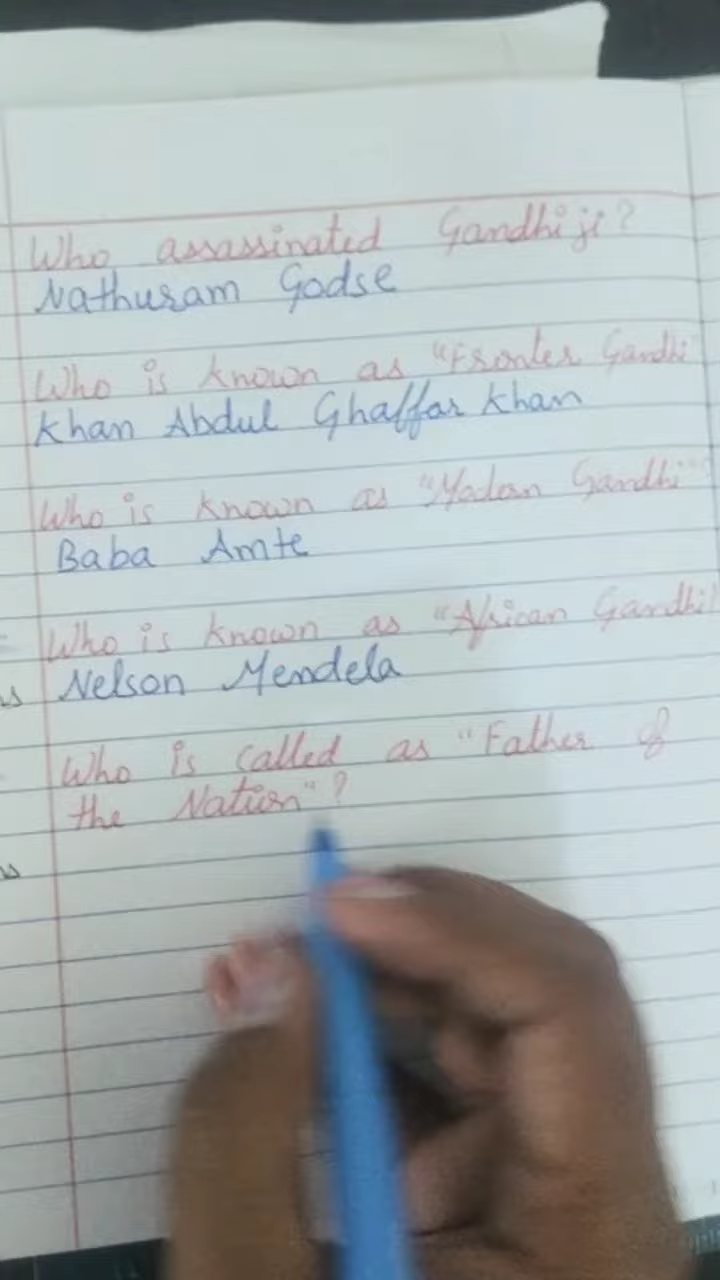 Who assassinated Gandhiji?
Nathuram Godse
Who is known as "Fronter Gandhi
Khan Abdul Ghaffar Khan
Who is known as "Modern Gandhi"
Baba Amte
Who is known as "African Gandhi"
Nelson Mendela
Who is called as "Father of
the Nation"?